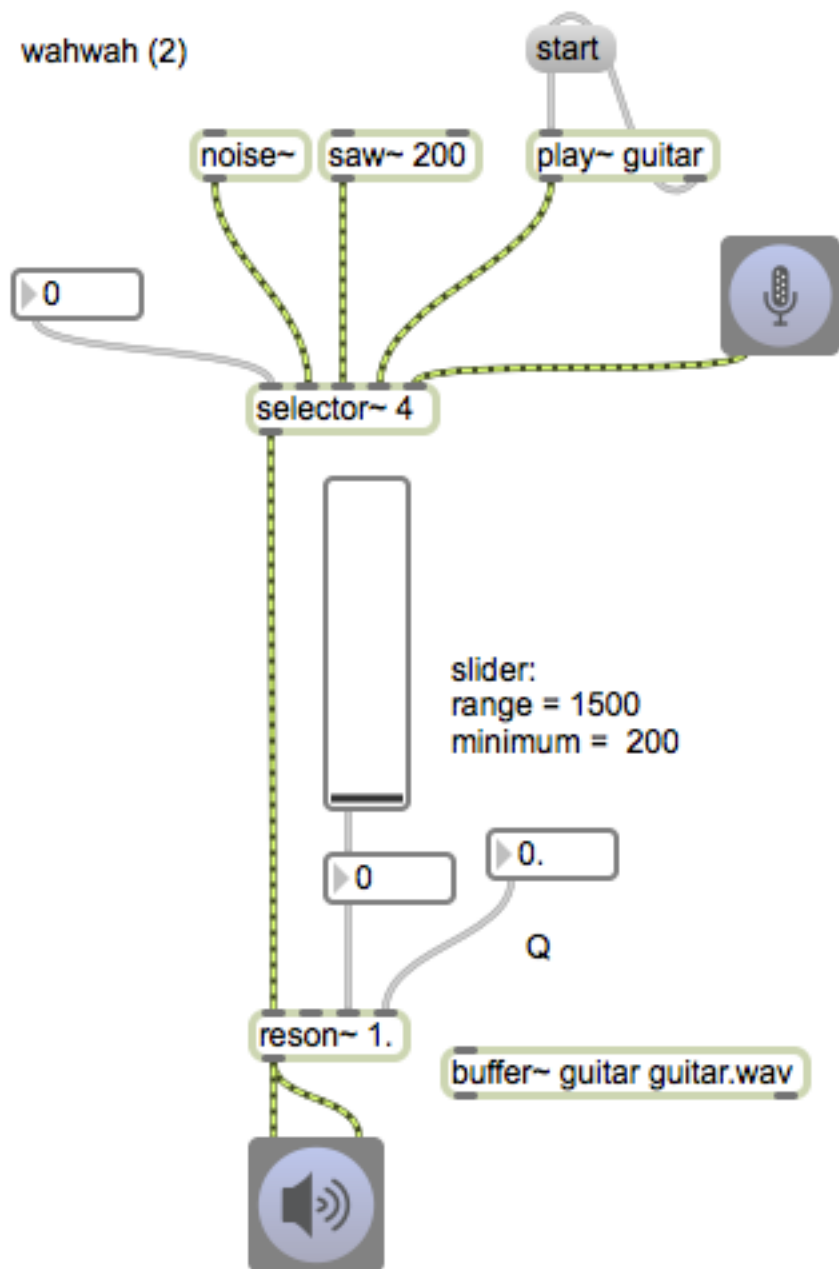 wahwah (2)
start
noise~
saw~ 200
play~ guitar
0
selector~ 4
slider:
range = 1500
minimum = 200
0
0.
Q
reson~ 1.
buffer~ guitar guitar.wav